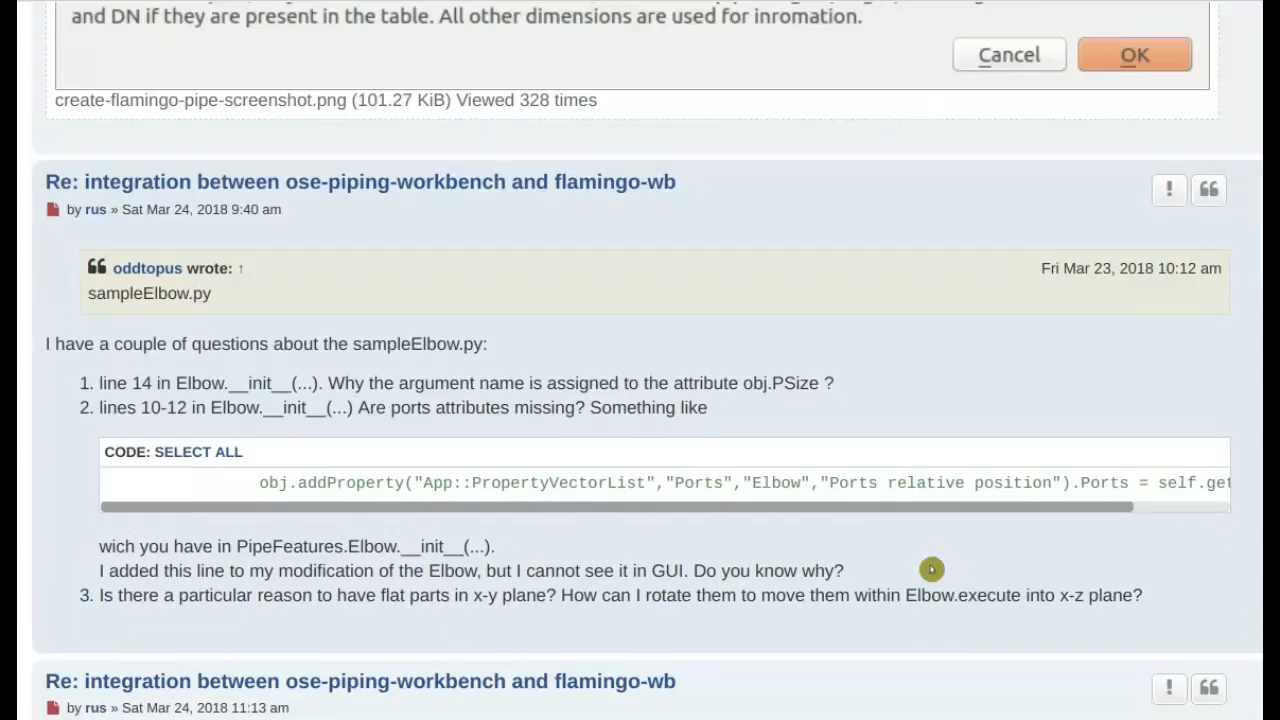 and DN if they are present in the table. All other dimensions are used for inromation.
Cancel
OK
create-flamingo-pipe-screenshot.png (101.27 KiB) Viewed 328 times
Re: integration between ose-piping-workbench and flamingo-wb
by rus » Sat Mar 24, 2018 9:40 am
oddtopus wrote: ↑
Fri Mar 23, 2018 10:12 am
sampleElbow.py
I have a couple of questions about the sampleElbow.py:
1. line 14 in Elbow.__init__(...). Why the argument name is assigned to the attribute obj.PSize ?
2. lines 10-12 in Elbow.__init__(...) Are ports attributes missing? Something like
CODE: SELECT ALL
obj.addProperty("App::PropertyVectorList","Ports","Elbow","Ports relative position").Ports = self.get
wich you have in PipeFeatures.Elbow.__init__(...).
I added this line to my modification of the Elbow, but I cannot see it in GUI. Do you know why?
3. Is there a particular reason to have flat parts in x-y plane? How can I rotate them to move them within Elbow.execute into x-z plane?
Re: integration between ose-piping-workbench and flamingo-wb
by rus » Sat Mar 24, 2018 11:13 am